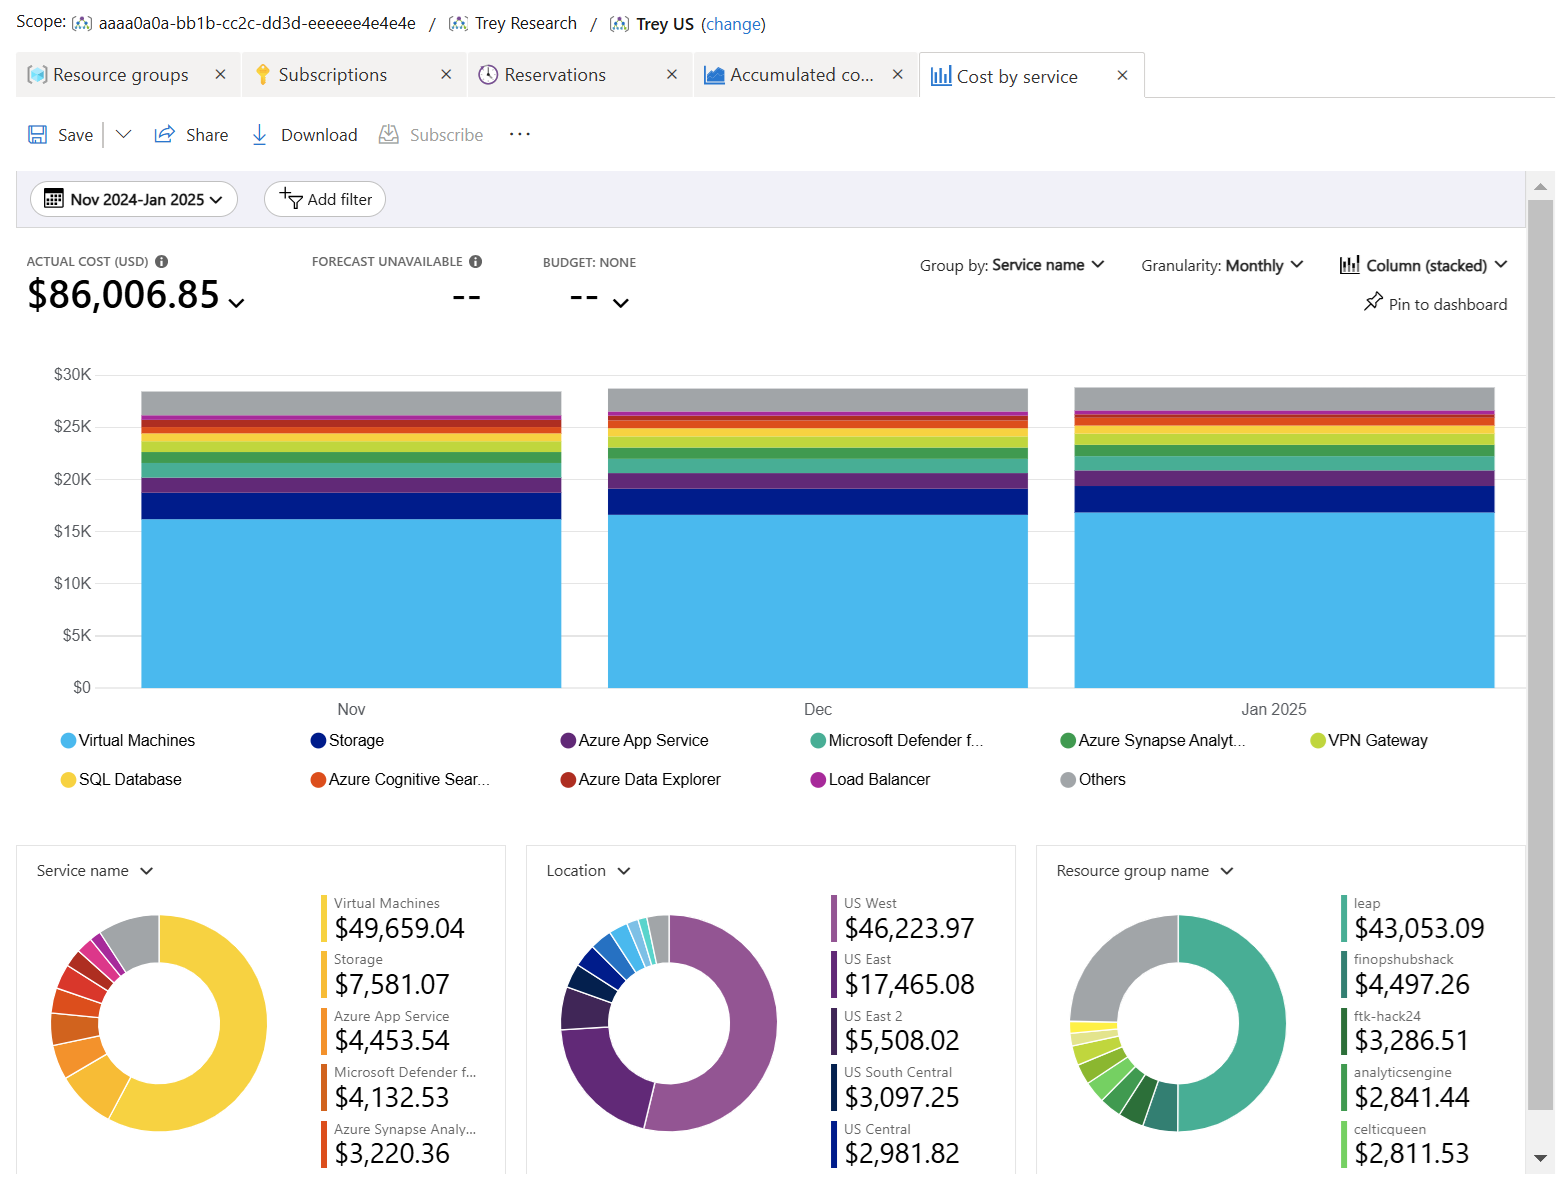 Scope: aaaa0a0a-bb1b-cc2c-dd3d-eeeeee4e4e4e / Trey Research / Trey US (change)
Resource groups × Subscriptions × Reservations × Accumulated co... × Cost by service ×
Save Share Download Subscribe ...
Nov 2024-Jan 2025 Add filter
ACTUAL COST (USD) FORECAST UNAVAILABLE BUDGET: NONE
$86,006.85 -- --
Group by: Service name Granularity: Monthly Column (stacked)
Pin to dashboard
$30K
$25K
$20K
$15K
$10K
$5K
$0
Nov Dec Jan 2025
Virtual Machines Storage Azure App Service Microsoft Defender f... Azure Synapse Analyt... VPN Gateway
SQL Database Azure Cognitive Sear... Azure Data Explorer Load Balancer Others
Service name
Virtual Machines
$49,659.04
Storage
$7,581.07
Azure App Service
$4,453.54
Microsoft Defender f...
$4,132.53
Azure Synapse Analy...
$3,220.36
Location
US West
$46,223.97
US East
$17,465.08
US East 2
$5,508.02
US South Central
$3,097.25
US Central
$2,981.82
Resource group name
leap
$43,053.09
finopshubshack
$4,497.26
ftk-hack24
$3,286.51
analyticsengine
$2,841.44
celticqueen
$2,811.53